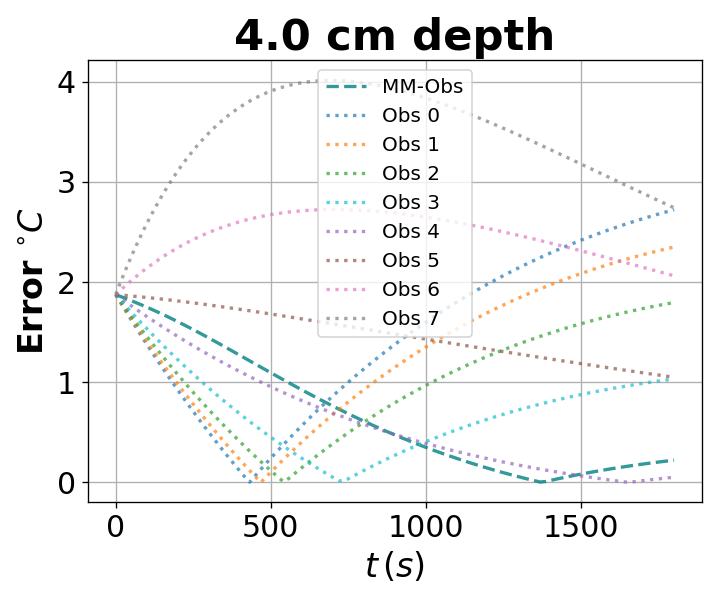 4.0 cm depth
Error °C
4
3
2
1
0
MM-Obs
Obs 0
Obs 1
Obs 2
Obs 3
Obs 4
Obs 5
Obs 6
Obs 7
0 500 1000 1500
t (s)